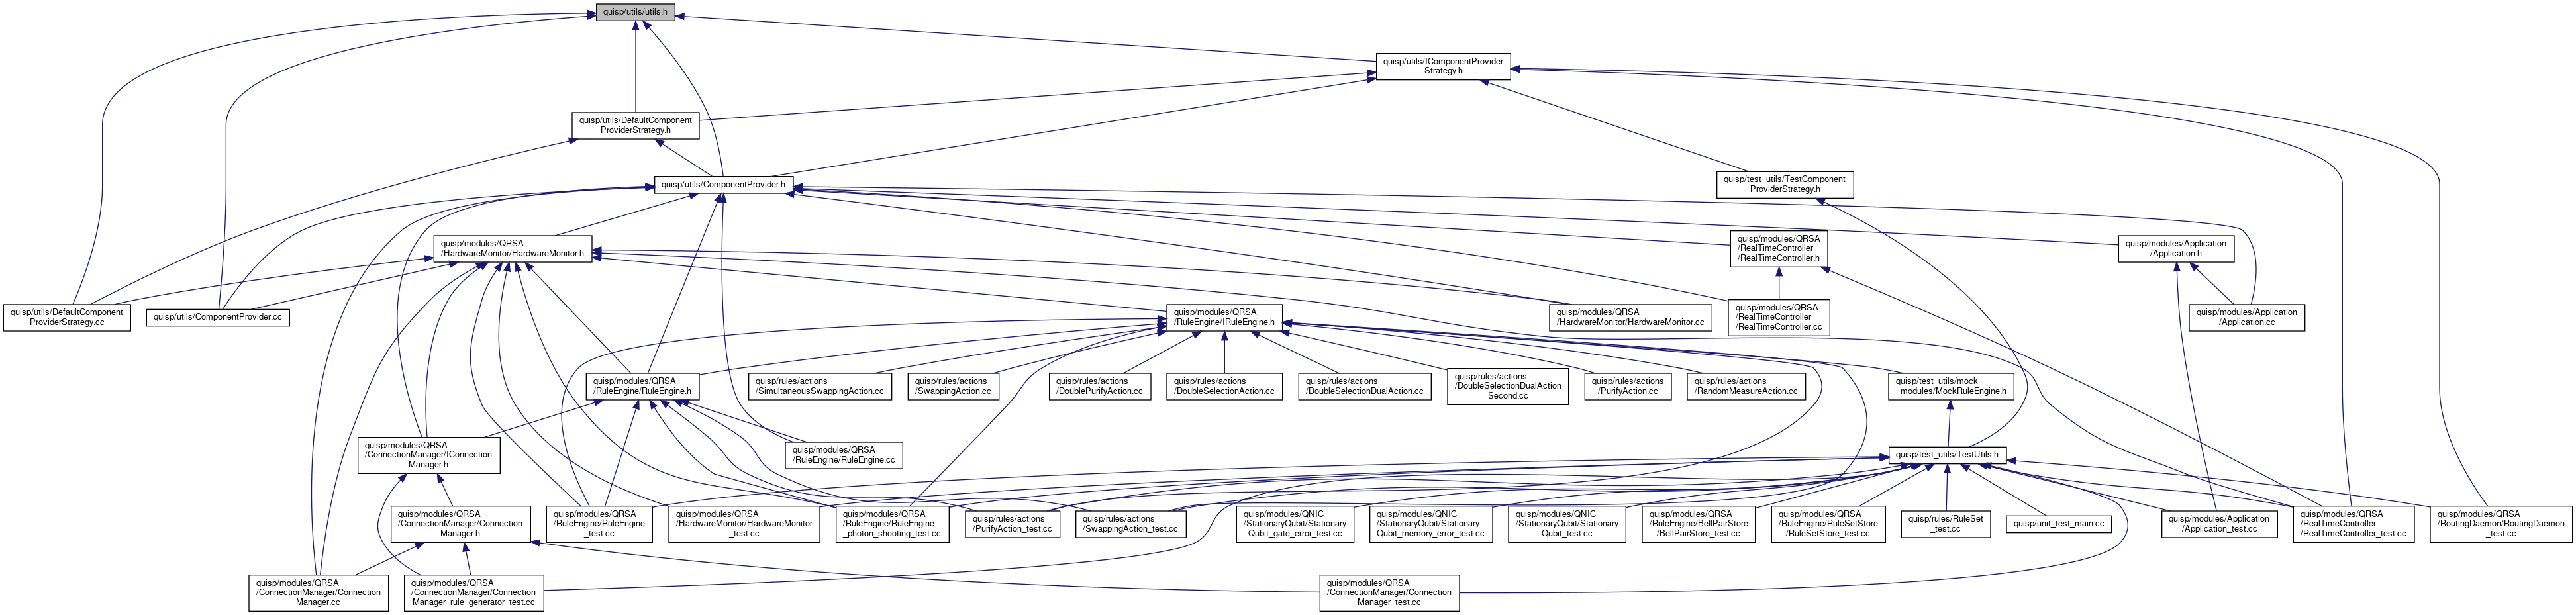 quisp/utils/utils.h
quisp/utils/IComponentProvider
Strategy.h
quisp/utils/DefaultComponent
ProviderStrategy.h
quisp/utils/ComponentProvider.h
quisp/test_utils/TestComponent
ProviderStrategy.h
quisp/modules/QRSA
/HardwareMonitor/HardwareMonitor.h
quisp/modules/QRSA
/RealTimeController
/RealTimeController.h
quisp/modules/Application
/Application.h
quisp/utils/DefaultComponent
ProviderStrategy.cc
quisp/utils/ComponentProvider.cc
quisp/modules/QRSA
/RuleEngine/IRuleEngine.h
quisp/modules/QRSA
/HardwareMonitor/HardwareMonitor.cc
quisp/modules/QRSA
/RealTimeController
/RealTimeController.cc
quisp/modules/Application
/Application.cc
quisp/modules/QRSA
/RuleEngine/RuleEngine.h
quisp/rules/actions
/SimultaneousSwappingAction.cc
quisp/rules/actions
/SwappingAction.cc
quisp/rules/actions
/DoublePurifyAction.cc
quisp/rules/actions
/DoubleSelectionAction.cc
quisp/rules/actions
/DoubleSelectionDualAction.cc
quisp/rules/actions
/DoubleSelectionDualAction
Second.cc
quisp/rules/actions
/PurifyAction.cc
quisp/rules/actions
/RandomMeasureAction.cc
quisp/test_utils/mock
_modules/MockRuleEngine.h
quisp/modules/QRSA
/ConnectionManager/IConnection
Manager.h
quisp/modules/QRSA
/RuleEngine/RuleEngine.cc
quisp/test_utils/TestUtils.h
quisp/modules/QRSA
/ConnectionManager/Connection
Manager.h
quisp/modules/QRSA
/RuleEngine/RuleEngine
_test.cc
quisp/modules/QRSA
/HardwareMonitor/HardwareMonitor
_test.cc
quisp/modules/QRSA
/RuleEngine/RuleEngine
_photon_shooting_test.cc
quisp/rules/actions
/PurifyAction_test.cc
quisp/rules/actions
/SwappingAction_test.cc
quisp/modules/QNIC
/StationaryQubit/Stationary
Qubit_gate_error_test.cc
quisp/modules/QNIC
/StationaryQubit/Stationary
Qubit_memory_error_test.cc
quisp/modules/QNIC
/StationaryQubit/Stationary
Qubit_test.cc
quisp/modules/QRSA
/RuleEngine/BellPairStore
/BellPairStore_test.cc
quisp/modules/QRSA
/RuleEngine/RuleSetStore
/RuleSetStore_test.cc
quisp/rules/RuleSet
_test.cc
quisp/unit_test_main.cc
quisp/modules/Application
/Application_test.cc
quisp/modules/QRSA
/RealTimeController
/RealTimeController_test.cc
quisp/modules/QRSA
/RoutingDaemon/RoutingDaemon
_test.cc
quisp/modules/QRSA
/ConnectionManager/Connection
Manager.cc
quisp/modules/QRSA
/ConnectionManager/Connection
Manager_rule_generator_test.cc
quisp/modules/QRSA
/ConnectionManager/Connection
Manager_test.cc